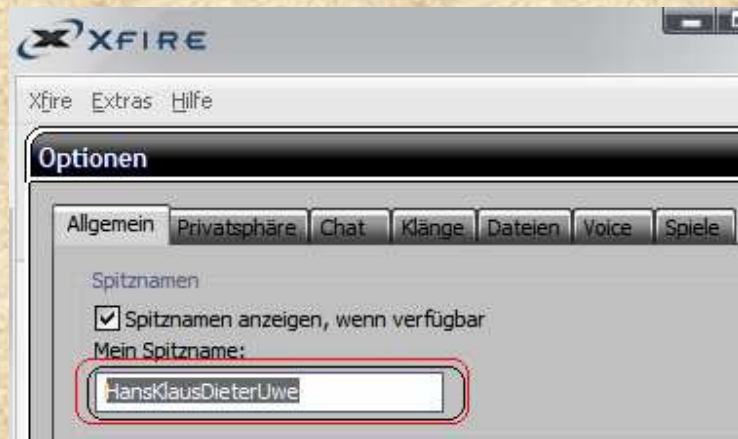 XFIRE
Xfire Extras Hilfe
Optionen
Allgemein Privatsphäre Chat Klänge Dateien Voice Spiele
Spitznamen
Spitznamen anzeigen, wenn verfügbar
Mein Spitzname:
HansKlausDieterUwe